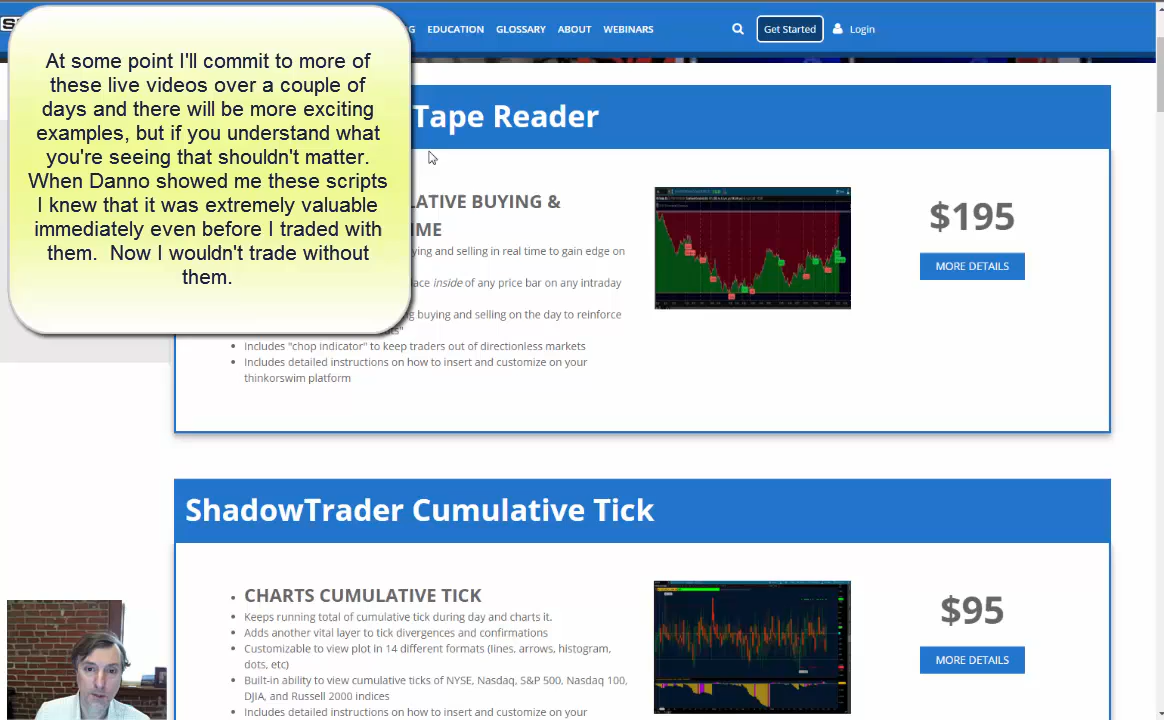 EDUCATION GLOSSARY ABOUT WEBINARS Get Started Login
At some point I'll commit to more of
these live videos over a couple of
days and there will be more exciting
examples, but if you understand what
you're seeing that shouldn't matter.
When Danno showed me these scripts
I knew that it was extremely valuable
immediately even before I traded with
them. Now I wouldn't trade without
them.
Tape Reader
LATIVE BUYING &
IME
ying and selling in real time to gain edge on
ace inside of any price bar on any intraday
g buying and selling on the day to reinforce
• Includes "chop indicator" to keep traders out of directionless markets
• Includes detailed instructions on how to insert and customize on your
thinkorswim platform
$195
MORE DETAILS
ShadowTrader Cumulative Tick
• CHARTS CUMULATIVE TICK
• Keeps running total of cumulative tick during day and charts it.
• Adds another vital layer to tick divergences and confirmations
• Customizable to view plot in 14 different formats (lines, arrows, histogram,
dots, etc)
• Built-in ability to view cumulative ticks of NYSE, Nasdaq, S&P 500, Nasdaq 100,
DJIA, and Russell 2000 indices
• Includes detailed instructions on how to insert and customize on your
$95
MORE DETAILS